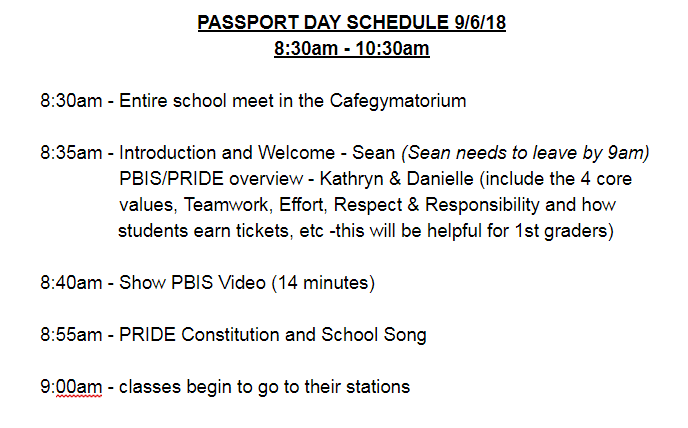 PASSPORT DAY SCHEDULE 9/6/18
8:30am - 10:30am
8:30am - Entire school meet in the Cafegymatorium
8:35am - Introduction and Welcome - Sean (Sean needs to leave by 9am)
PBIS/PRIDE overview - Kathryn & Danielle (include the 4 core
values, Teamwork, Effort, Respect & Responsibility and how
students earn tickets, etc -this will be helpful for 1st graders)
8:40am - Show PBIS Video (14 minutes)
8:55am - PRIDE Constitution and School Song
9:00am - classes begin to go to their stations